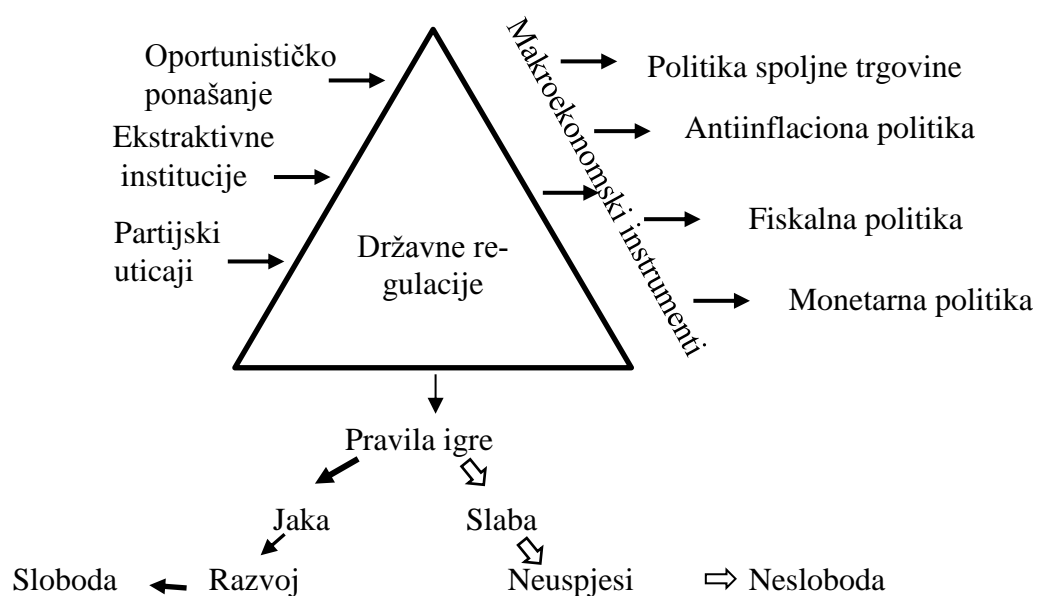 Oportunističko
ponašanje
Ekstraktivne
institucije
Partijski
uticaji
Državne re-
gulacije
Makroekonomski instrumenti
Politika spoljne trgovine
Antiinflaciona politika
Fiskalna politika
Monetarna politika
Pravila igre
Jaka
Slaba
Sloboda
Razvoj
Neuspjesi
Nesloboda